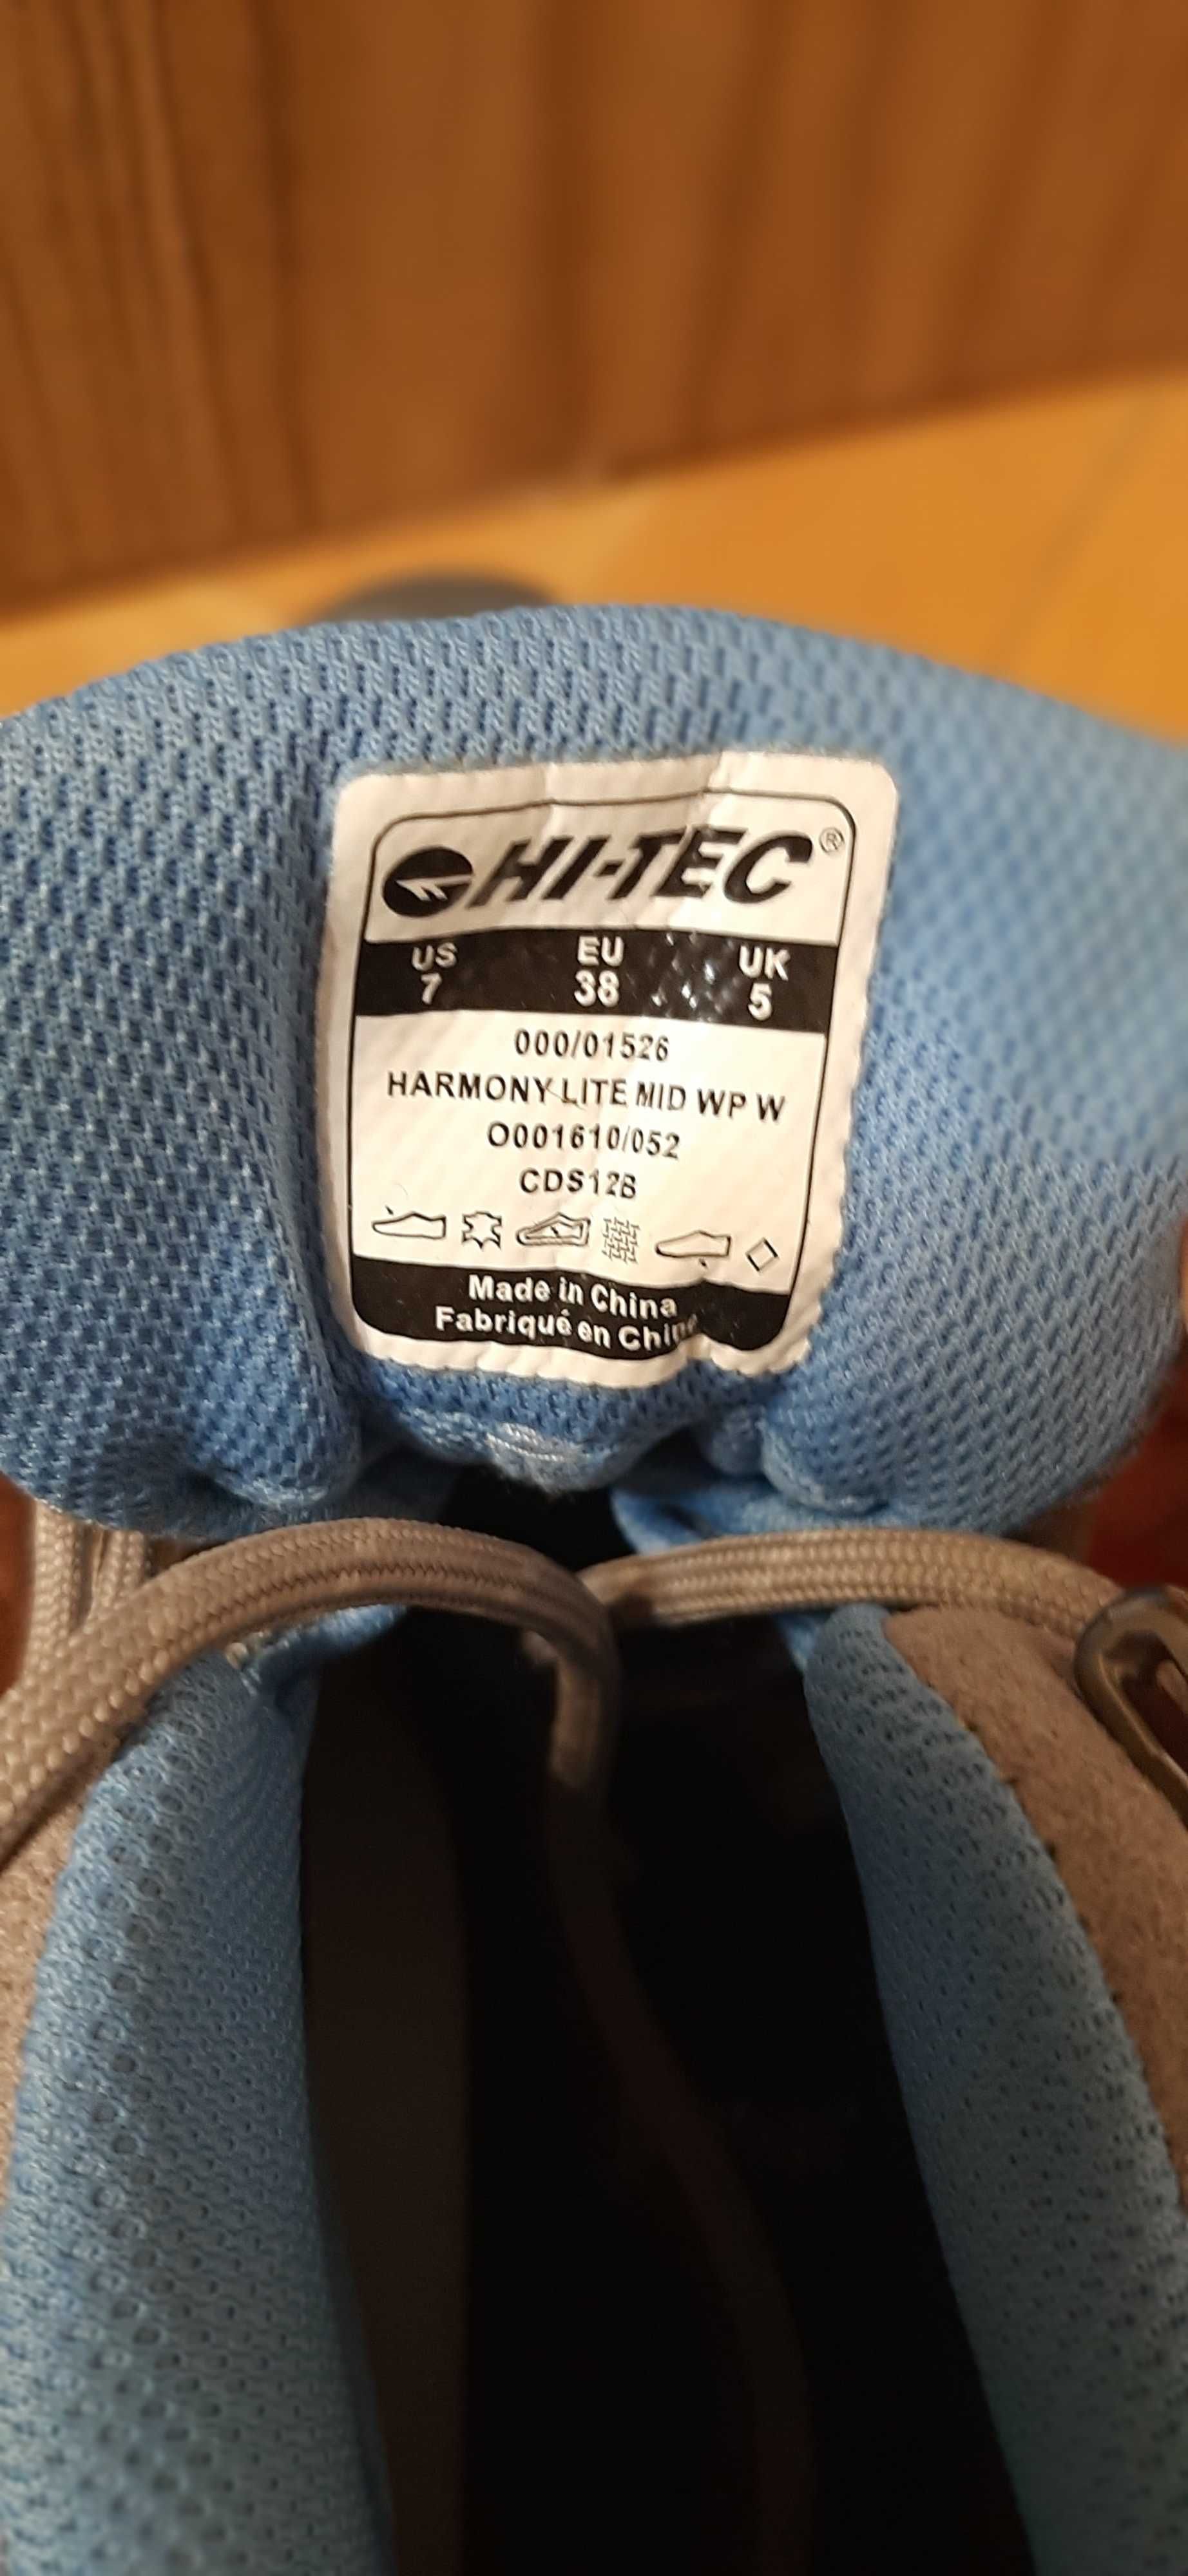 HI-TEC®
US EU UK
7 38 5
000/01526
HARMONY LITE MID WP W
O001610/052
CDS12B
Made in China
Fabriqué en Chine